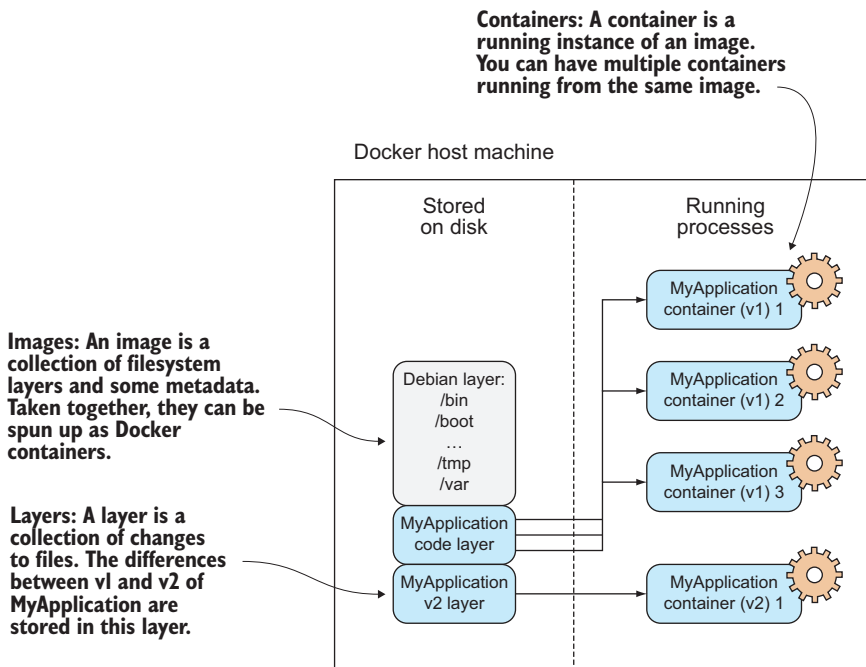 Containers: A container is a
running instance of an image.
You can have multiple containers
running from the same image.
Docker host machine
Stored
on disk
Running
processes
MyApplication
container (v1) 1
Images: An image is a
collection of filesystem
layers and some metadata.
Taken together, they can be
spun up as Docker
containers.
Debian layer:
/bin
/boot
…
/tmp
/var
MyApplication
container (v1) 2
MyApplication
container (v1) 3
Layers: A layer is a
collection of changes
to files. The differences
between v1 and v2 of
MyApplication are
stored in this layer.
MyApplication
code layer
MyApplication
v2 layer
MyApplication
container (v2) 1